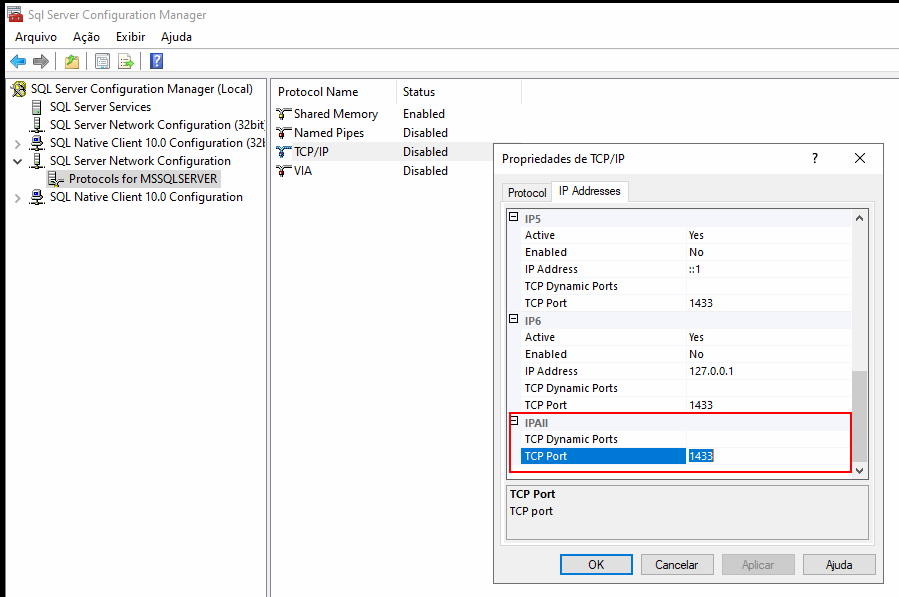 Sql Server Configuration Manager
Arquivo Ação Exibir Ajuda
SQL Server Configuration Manager (Local)
SQL Server Services
SQL Server Network Configuration (32bit
SQL Native Client 10.0 Configuration (32b
SQL Server Network Configuration
Protocols for MSSQLSERVER
SQL Native Client 10.0 Configuration
Protocol Name Status
Shared Memory Enabled
Named Pipes Disabled
TCP/IP Disabled
VIA Disabled
Propriedades de TCP/IP
Protocol IP Addresses
IP5
Active Yes
Enabled No
IP Address ::1
TCP Dynamic Ports
TCP Port 1433
IP6
Active Yes
Enabled No
IP Address 127.0.0.1
TCP Dynamic Ports
TCP Port 1433
IPAll
TCP Dynamic Ports
TCP Port 1433
TCP Port
TCP port
OK Cancelar Aplicar Ajuda